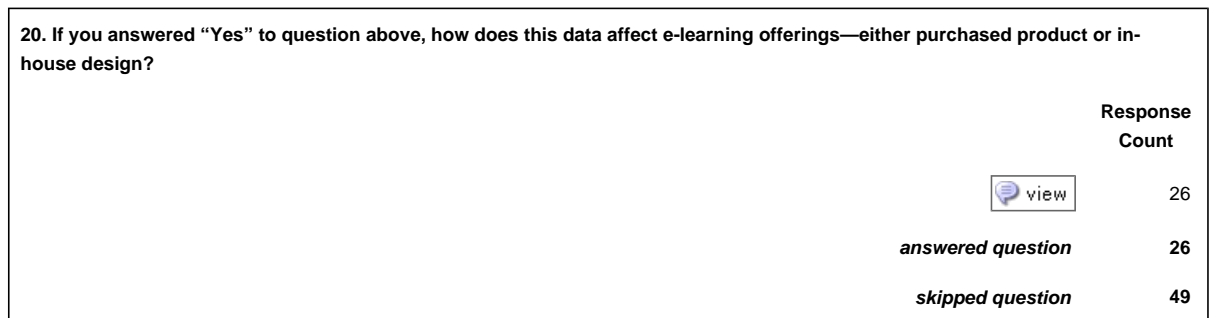 20. If you answered “Yes” to question above, how does this data affect e-learning offerings—either purchased product or in-
house design?
Response
Count
view 26
answered question 26
skipped question 49